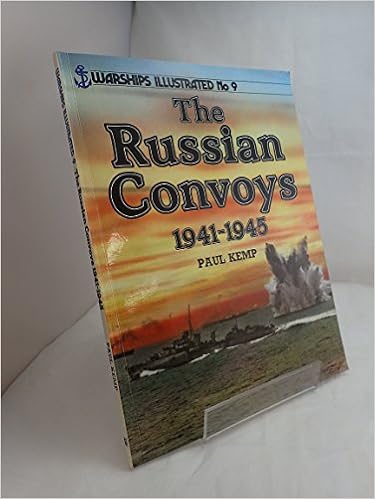 WARSHIPS ILLUSTRATED No 9
The
Russian
Convoys
1941-1945
PAUL KEMP